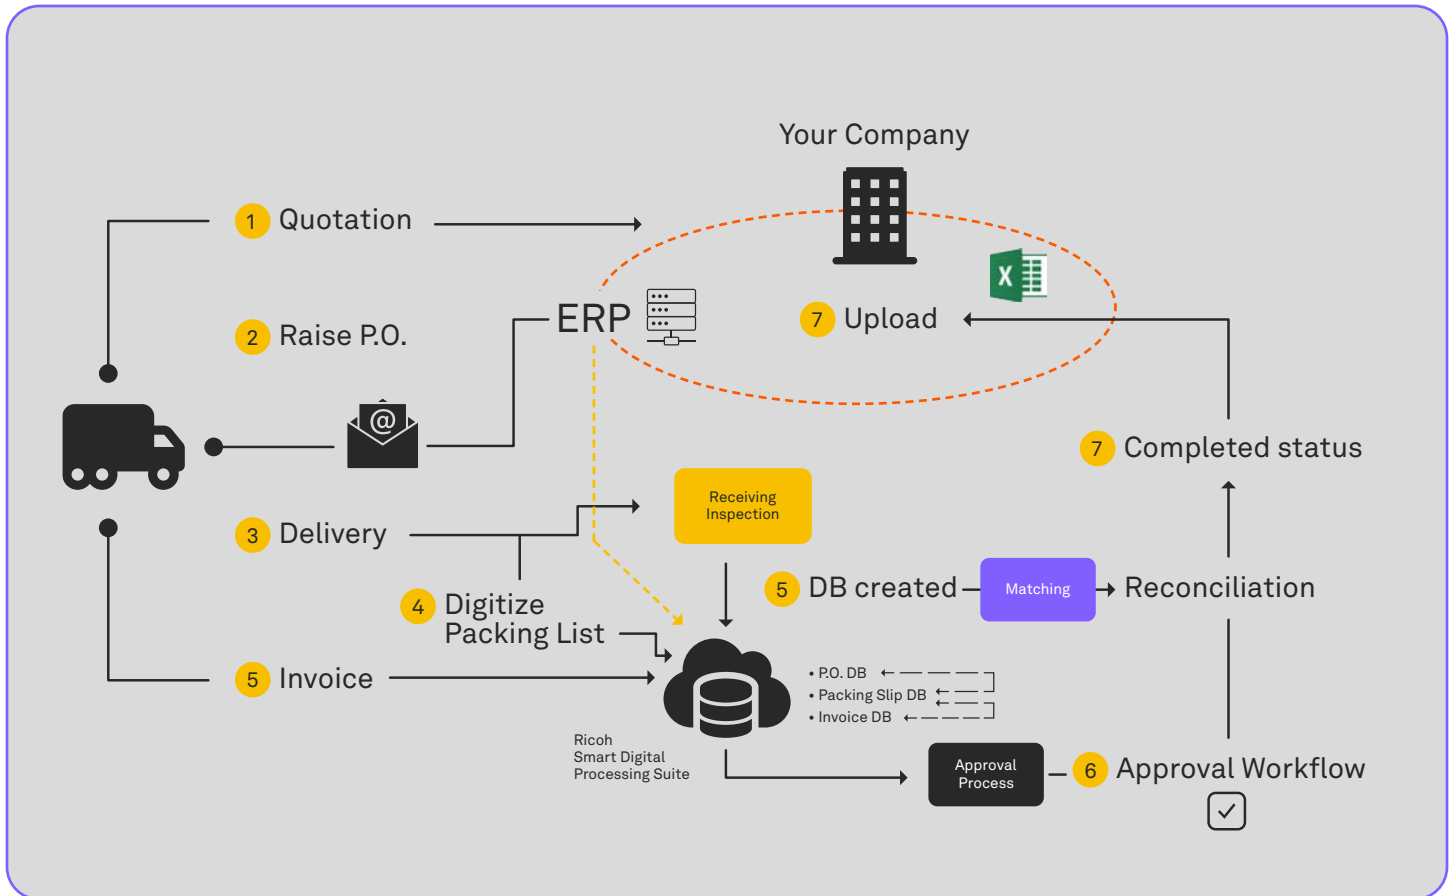 Your Company
1 Quotation
X
ERP
7 Upload
2 Raise P.O.
@
7 Completed status
Receiving
Inspection
3 Delivery
5 DB created
Matching
Reconciliation
4 Digitize
Packing List
5 Invoice
• P.O. DB
• Packing Slip DB
• Invoice DB
Ricoh
Smart Digital
Processing Suite
Approval
Process
6 Approval Workflow